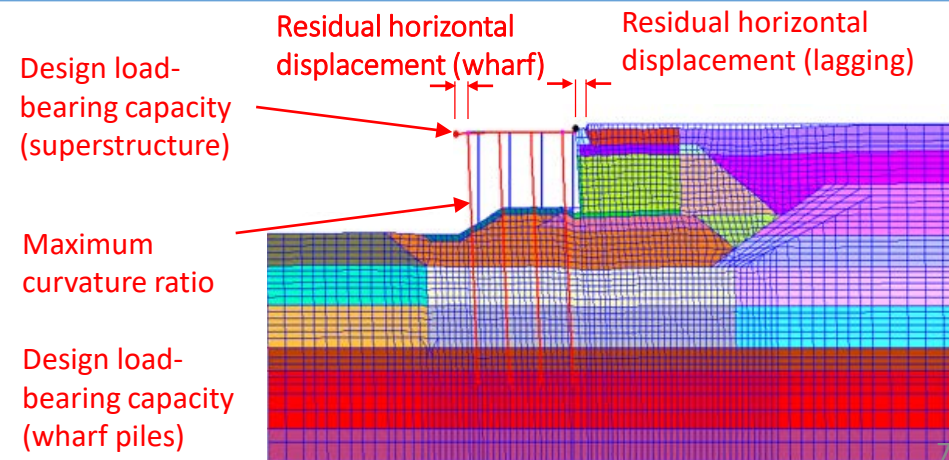 Residual horizontal
displacement (wharf)
Residual horizontal
displacement (lagging)
Design load-
bearing capacity
(superstructure)
Maximum
curvature ratio
Design load-
bearing capacity
(wharf piles)
7